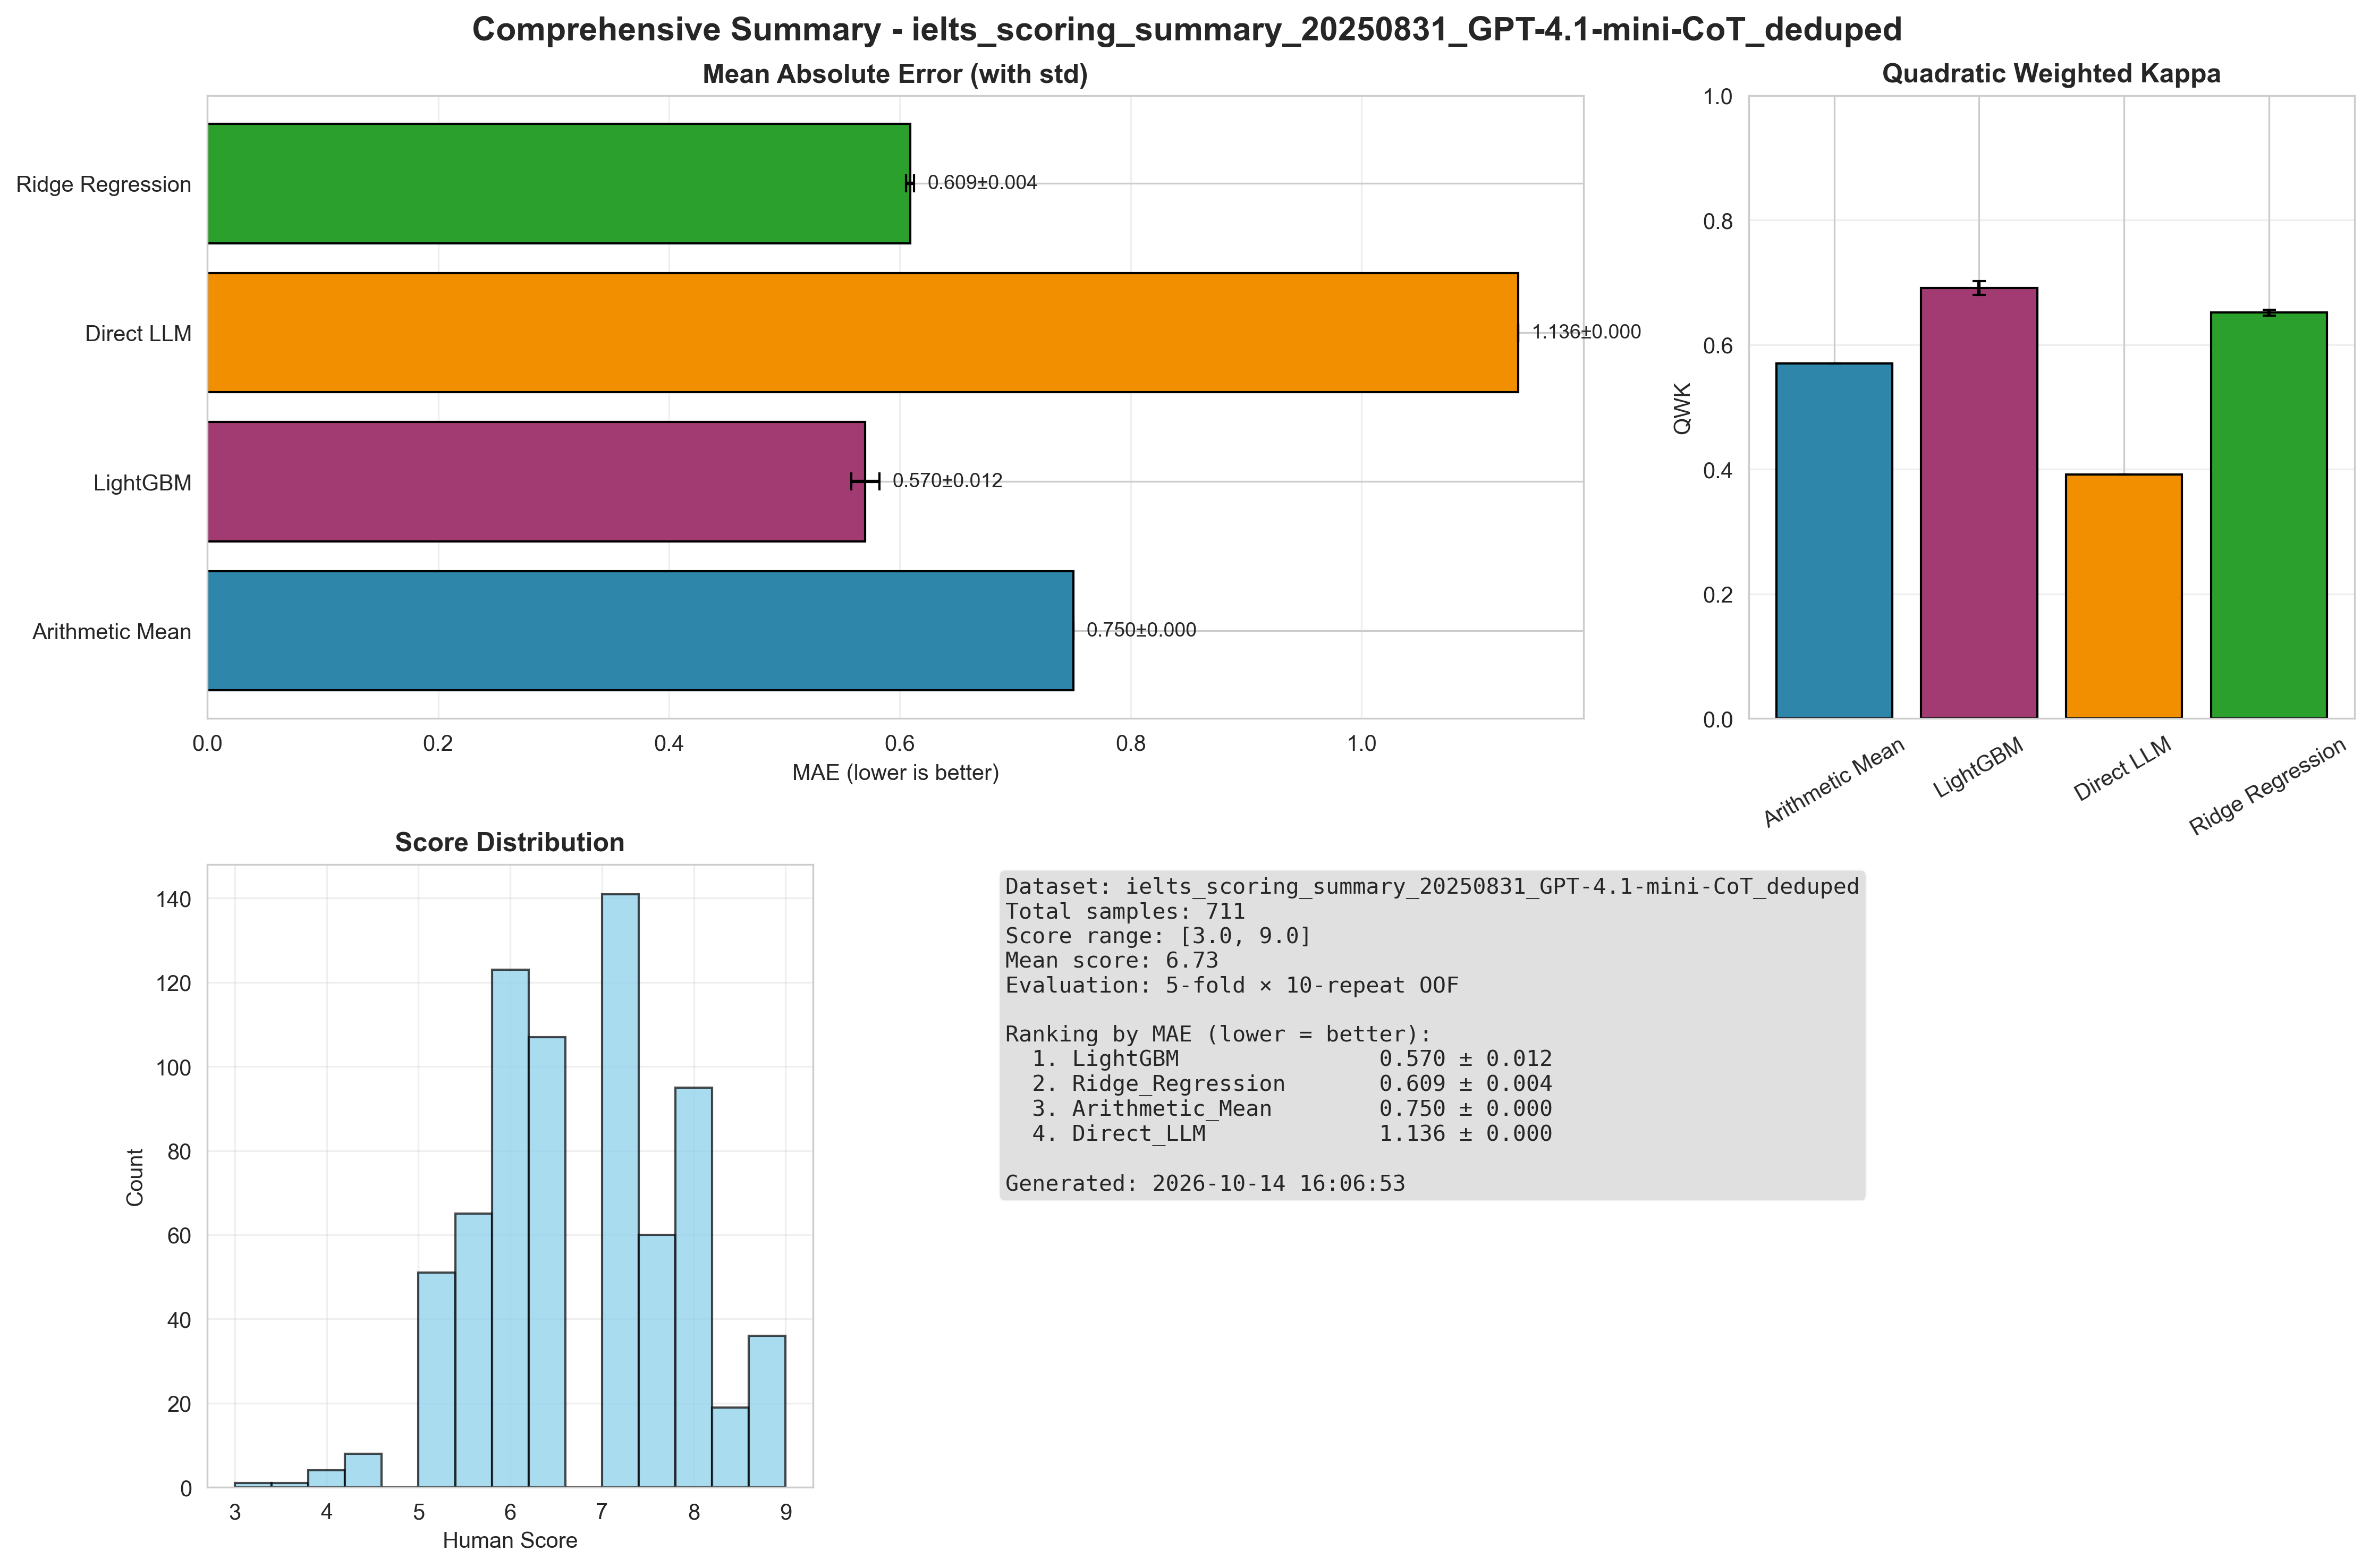 Comprehensive Summary - ielts_scoring_summary_20250831_GPT-4.1-mini-CoT_deduped
Mean Absolute Error (with std)
Ridge Regression
0.609±0.004
Direct LLM
1.136±0.000
LightGBM
0.570±0.012
Arithmetic Mean
0.750±0.000
0.0 0.2 0.4 0.6 0.8 1.0
MAE (lower is better)
Quadratic Weighted Kappa
1.0
0.8
0.6
0.4
0.2
0.0
QWK
Arithmetic Mean
LightGBM
Direct LLM
Ridge Regression
Score Distribution
140
120
100
80
60
40
20
0
Count
3 4 5 6 7 8 9
Human Score
Dataset: ielts_scoring_summary_20250831_GPT-4.1-mini-CoT_deduped
Total samples: 711
Score range: [3.0, 9.0]
Mean score: 6.73
Evaluation: 5-fold × 10-repeat OOF
Ranking by MAE (lower = better):
1. LightGBM 0.570 ± 0.012
2. Ridge_Regression 0.609 ± 0.004
3. Arithmetic_Mean 0.750 ± 0.000
4. Direct_LLM 1.136 ± 0.000
Generated: 2026-10-14 16:06:53